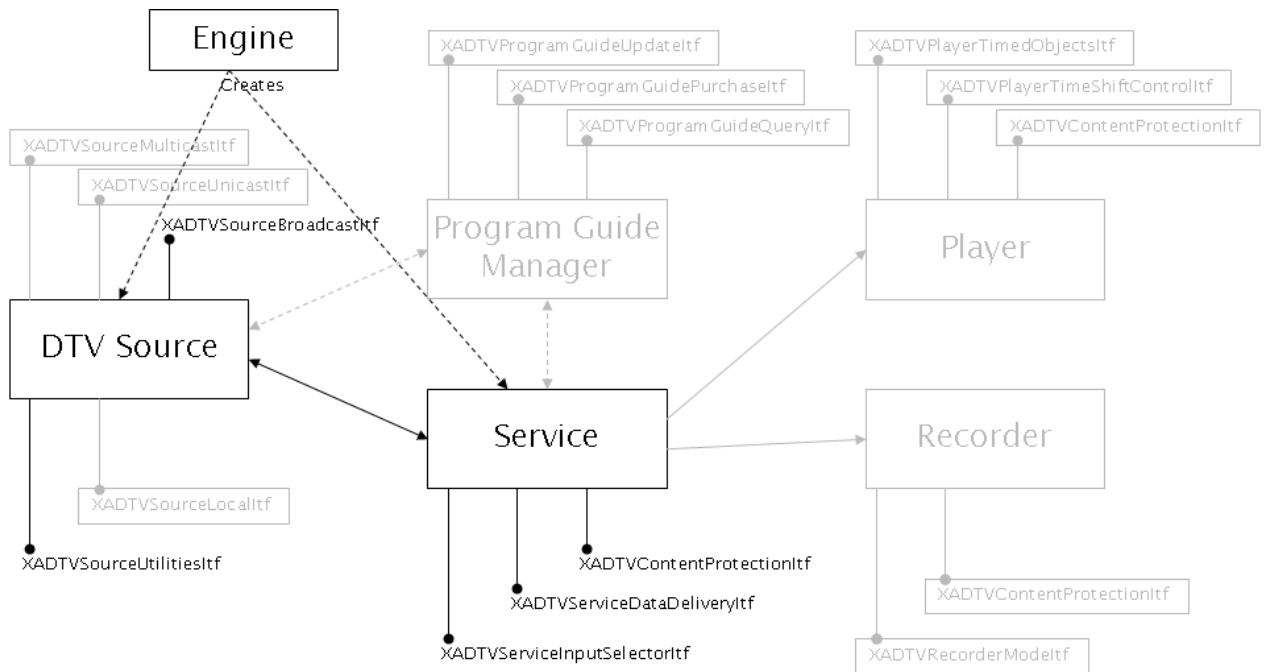 Engine
Creates
XADTVProgramGuideUpdateItf
XADTVProgramGuidePurchaseItf
XADTVProgramGuideQueryItf
XADTVPlayerTimedObjectsItf
XADTVPlayerTimeShiftControlItf
XADTVContentProtectionItf
XADTVSourceMulticastItf
XADTVSourceUnicastItf
XADTVSourceBroadcastItf
Program Guide
Manager
Player
DTV Source
Service
Recorder
XADTVSourceLocalItf
XADTVSourceUtilitiesItf
XADTVContentProtectionItf
XADTVServiceDataDeliveryItf
XADTVServiceInputSelectorItf
XADTVContentProtectionItf
XADTVRecorderModeItf